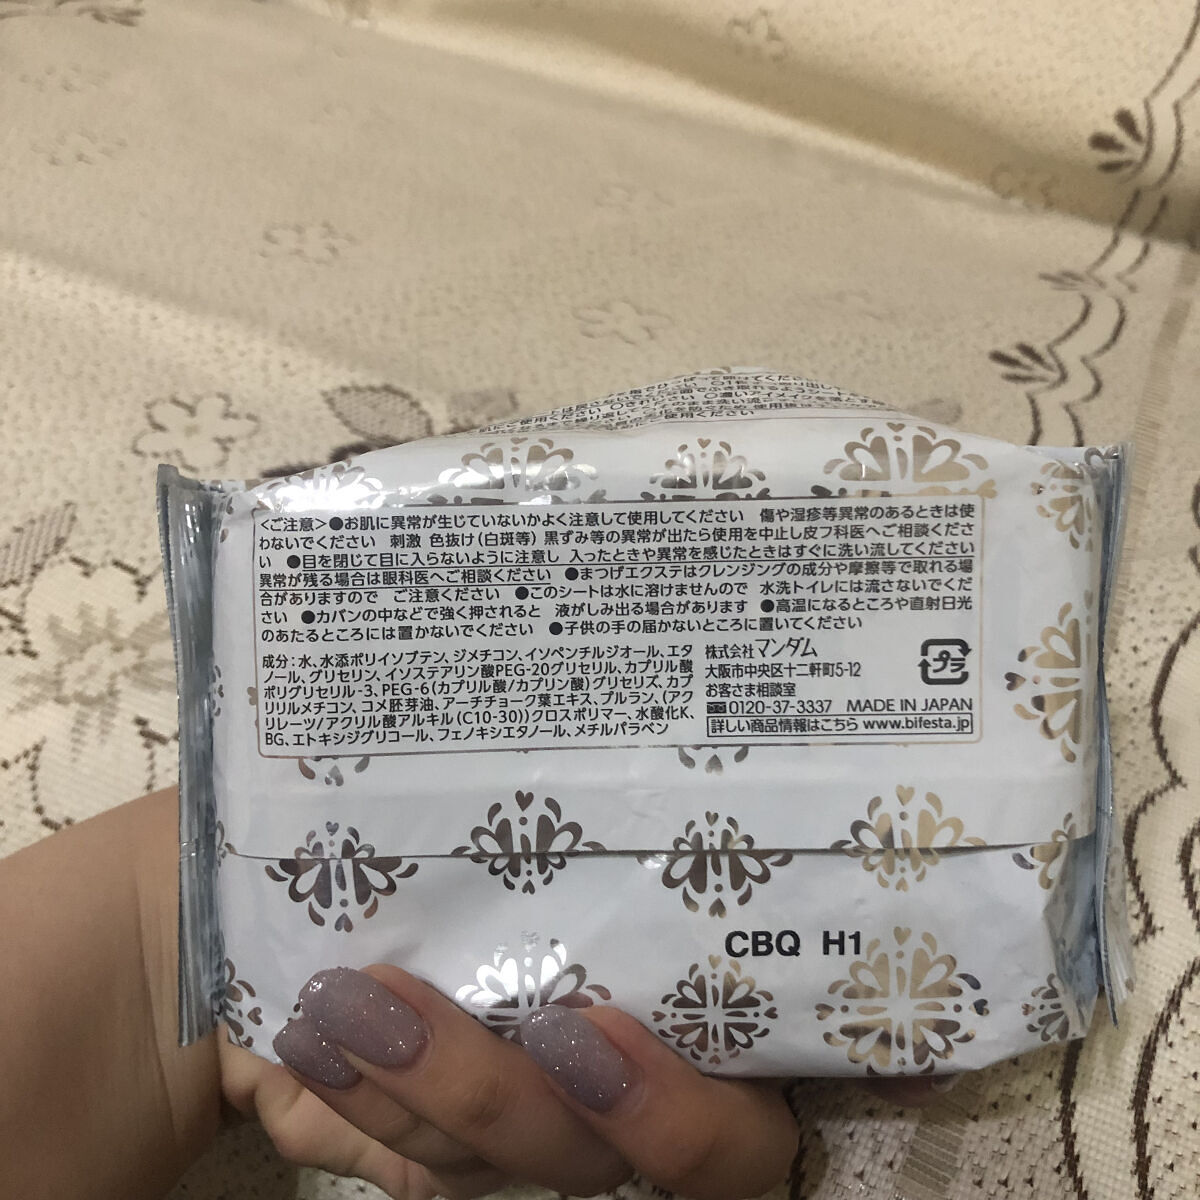 ください 濃いアイメイクを落とす
<ご注意>●お肌に異常が生じていないかよく注意して使用してください 傷や湿疹等異常のあるときは使
わないでください 刺激 色抜け(白斑等) 黒ずみ等の異常が出たら使用を中止し皮フ科医へご相談くださ
い ●目を閉じて目に入らないように注意し 入ったときや異常を感じたときはすぐに洗い流してください
異常が残る場合は眼科医へご相談ください ●まつげエクステはクレンジングの成分や摩擦等で取れる場
合がありますので ご注意ください ●このシートは水に溶けませんので 水洗トイレには流さないでくだ
さい ●カバンの中などで強く押されると 液がしみ出る場合があります ●高温になるところや直射日光
のあたるところには置かないでください ●子供の手の届かないところに置いてください
成分:水、水添ポリイソブテン、ジメチコン、イソペンチルジオール、エタ
ノール、グリセリン、イソステアリン酸PEG-20グリセリル、カプリル酸
ポリグリセリル-3、PEG-6(カプリル酸/カプリン酸)グリセリズ、カプ
リリルメチコン、コメ胚芽油、アーチチョーク葉エキス、プルラン、(アク
リレーツ/アクリル酸アルキル(C10-30))クロスポリマー、水酸化K、
BG、エトキシジグリコール、フェノキシエタノール、メチルパラベン
株式会社マンダム
大阪市中央区十二軒町5-12
お客さま相談室
0120-37-3337 MADE IN JAPAN
詳しい商品情報はこちら www.bifesta.jp
プラ
CBQ H1